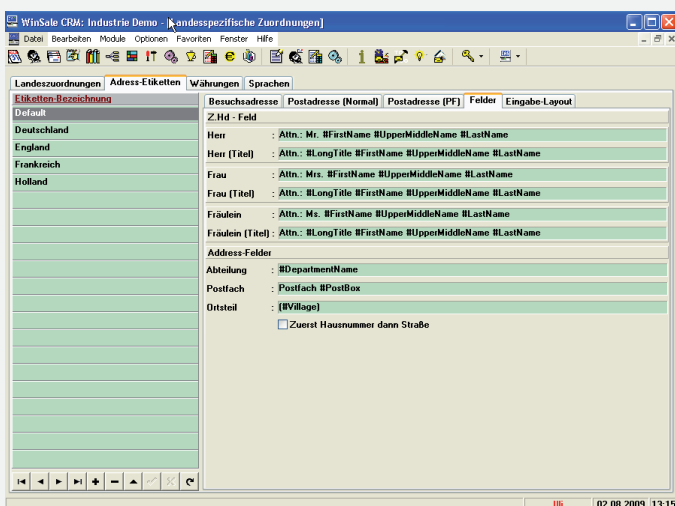 WinSale CRM: Industrie Demo - [Landesspezifische Zuordnungen]
Datei Bearbeiten Module Optionen Favoriten Fenster Hilfe
Landeszuordnungen Adress-Etiketten Währungen Sprachen
Etiketten-Bezeichnung
Default
Deutschland
England
Frankreich
Holland
Besuchsadresse Postadresse (Normal) Postadresse (PF) Felder Eingabe-Layout
Z.Hd - Feld
Herr : Attn.: Mr. #FirstName #UpperMiddleName #LastName
Herr (Titel) : Attn.: #LongTitle #FirstName #UpperMiddleName #LastName
Frau : Attn.: Mrs. #FirstName #UpperMiddleName #LastName
Frau (Titel) : Attn.: #LongTitle #FirstName #UpperMiddleName #LastName
Fräulein : Attn.: Ms. #FirstName #UpperMiddleName #LastName
Fräulein (Titel) : Attn.: #LongTitle #FirstName #UpperMiddleName #LastName
Address-Felder
Abteilung : #DepartmentName
Postfach : Postfach #PostBox
Ortsteil : (#Village)
Zuerst Hausnummer dann Straße
Uli 02.08.2009 13:15